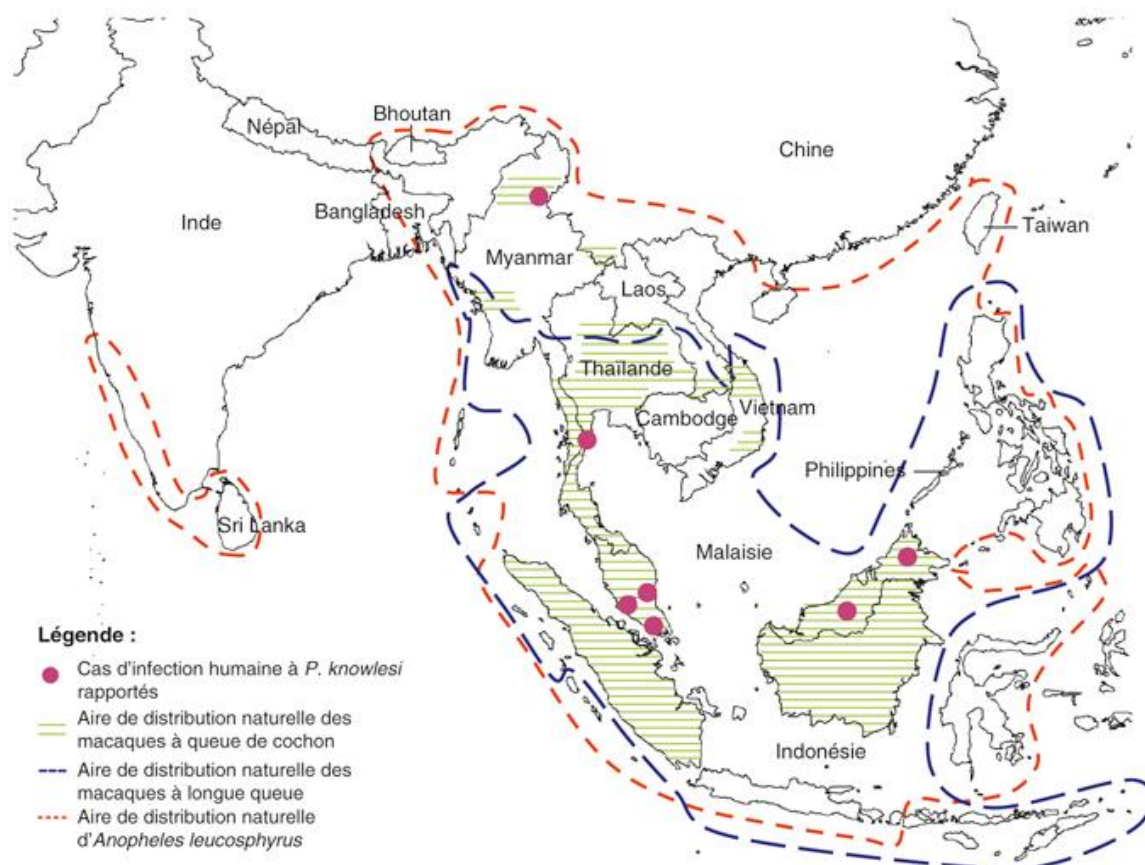 Népal
Bhoutan
Chine
Inde
Bangladesh
Taiwan
Myanmar
Laos
Thaïlande
Cambodge
Vietnam
Philippines
Sri Lanka
Malaisie
Indonésie
Légende :
Cas d'infection humaine à P. knowlesi
rapportés
Aire de distribution naturelle des
macaques à queue de cochon
Aire de distribution naturelle des
macaques à longue queue
Aire de distribution naturelle
d'Anopheles leucosphyrus